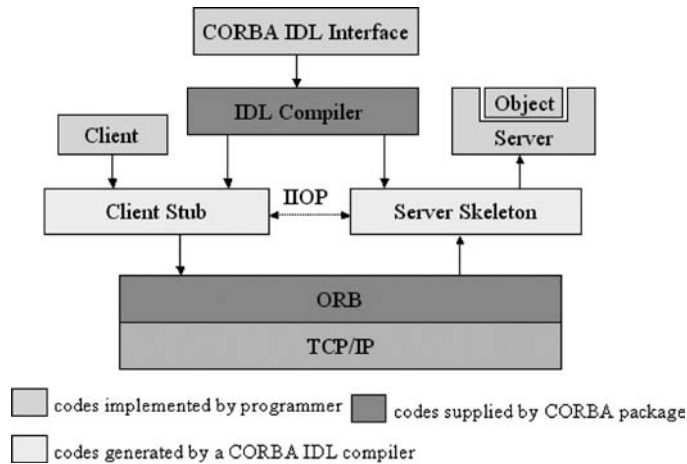 CORBA IDL Interface
IDL Compiler
Object
Server
Client
Client Stub
IIOP
Server Skeleton
ORB
TCP/IP
codes implemented by programmer
codes supplied by CORBA package
codes generated by a CORBA IDL compiler